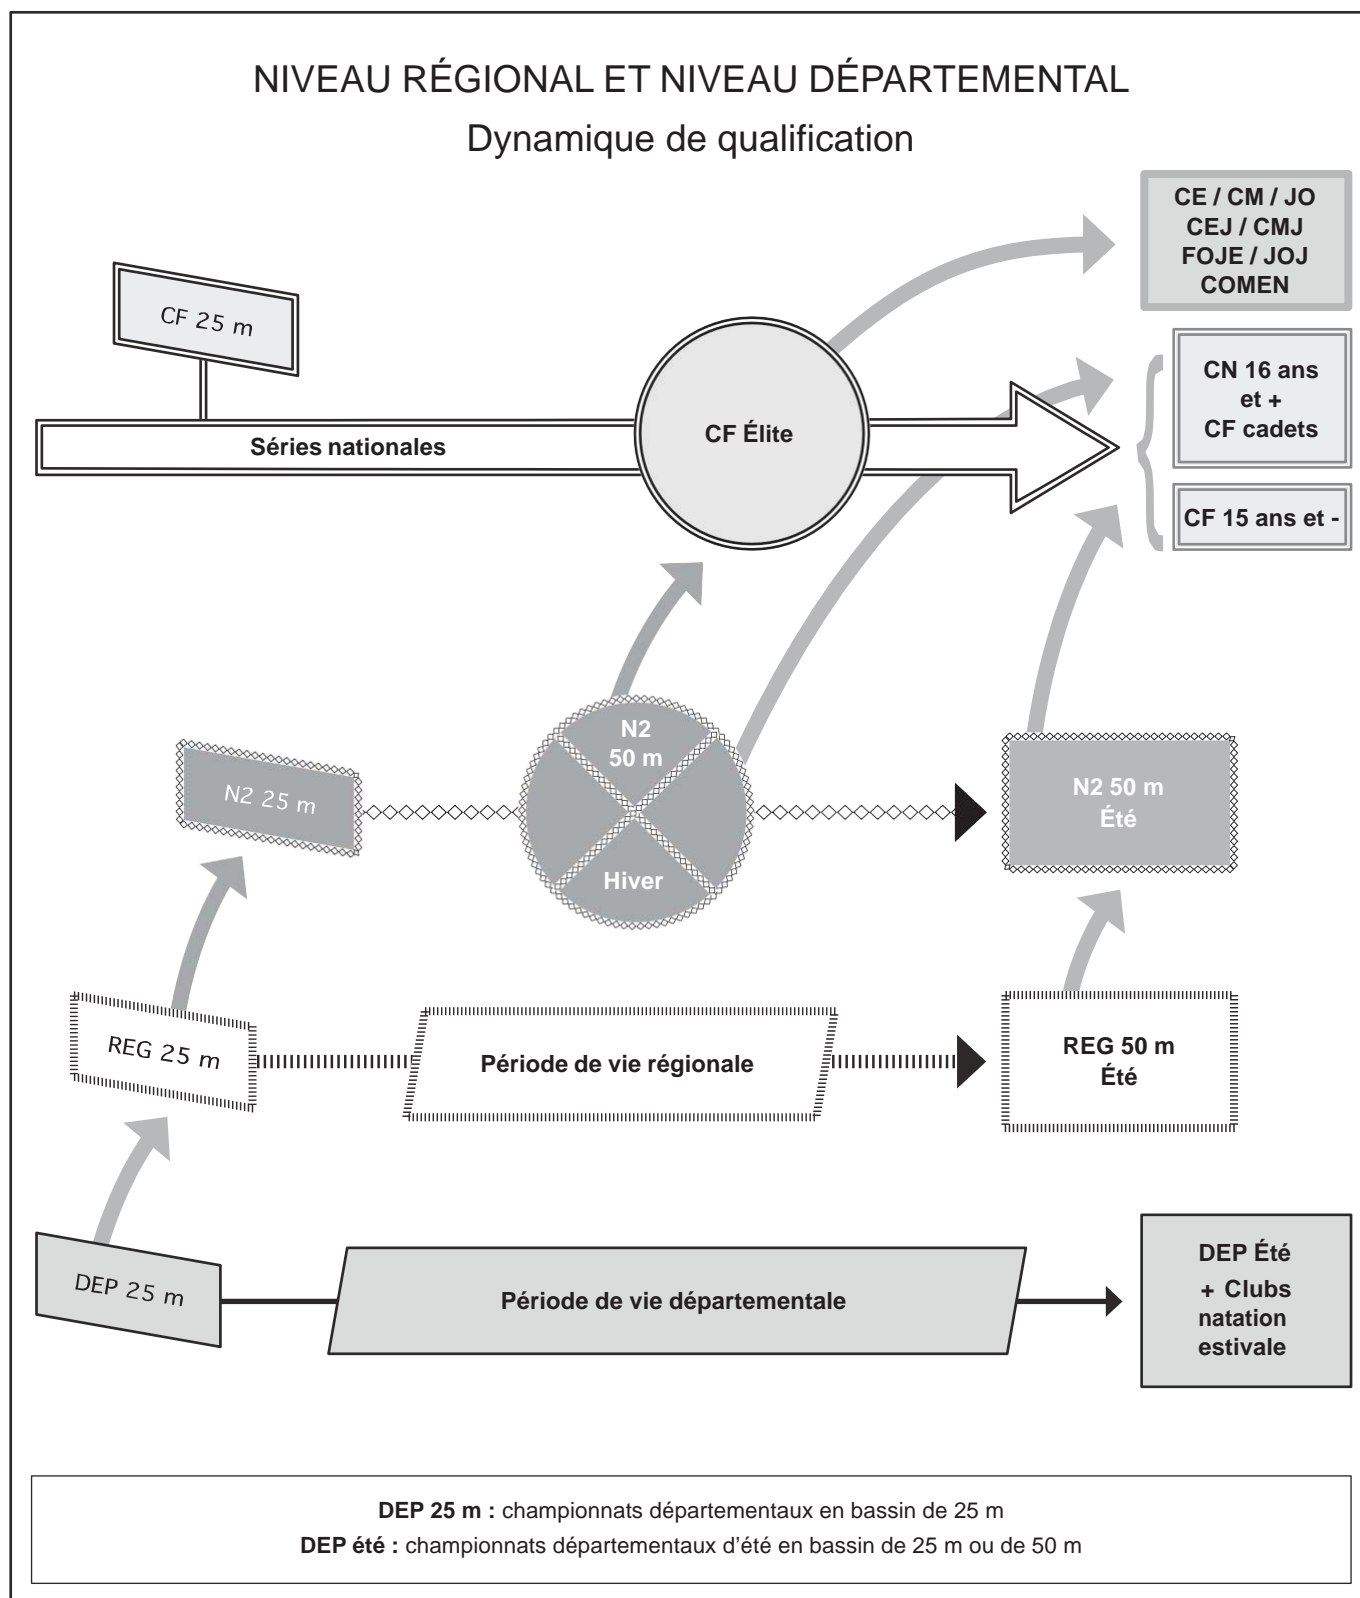 NIVEAU RÉGIONAL ET NIVEAU DÉPARTEMENTAL
Dynamique de qualification
CE / CM / JO
CEJ / CMJ
FOJE / JOJ
COMEN
CF 25 m
CN 16 ans
et +
CF cadets
Séries nationales
CF Élite
CF 15 ans et -
N2
50 m
Hiver
N2 25 m
N2 50 m
Été
REG 25 m
Période de vie régionale
REG 50 m
Été
DEP 25 m
Période de vie départementale
DEP Été
+ Clubs
natation
estivale
DEP 25 m : championnats départementaux en bassin de 25 m
DEP été : championnats départementaux d'été en bassin de 25 m ou de 50 m